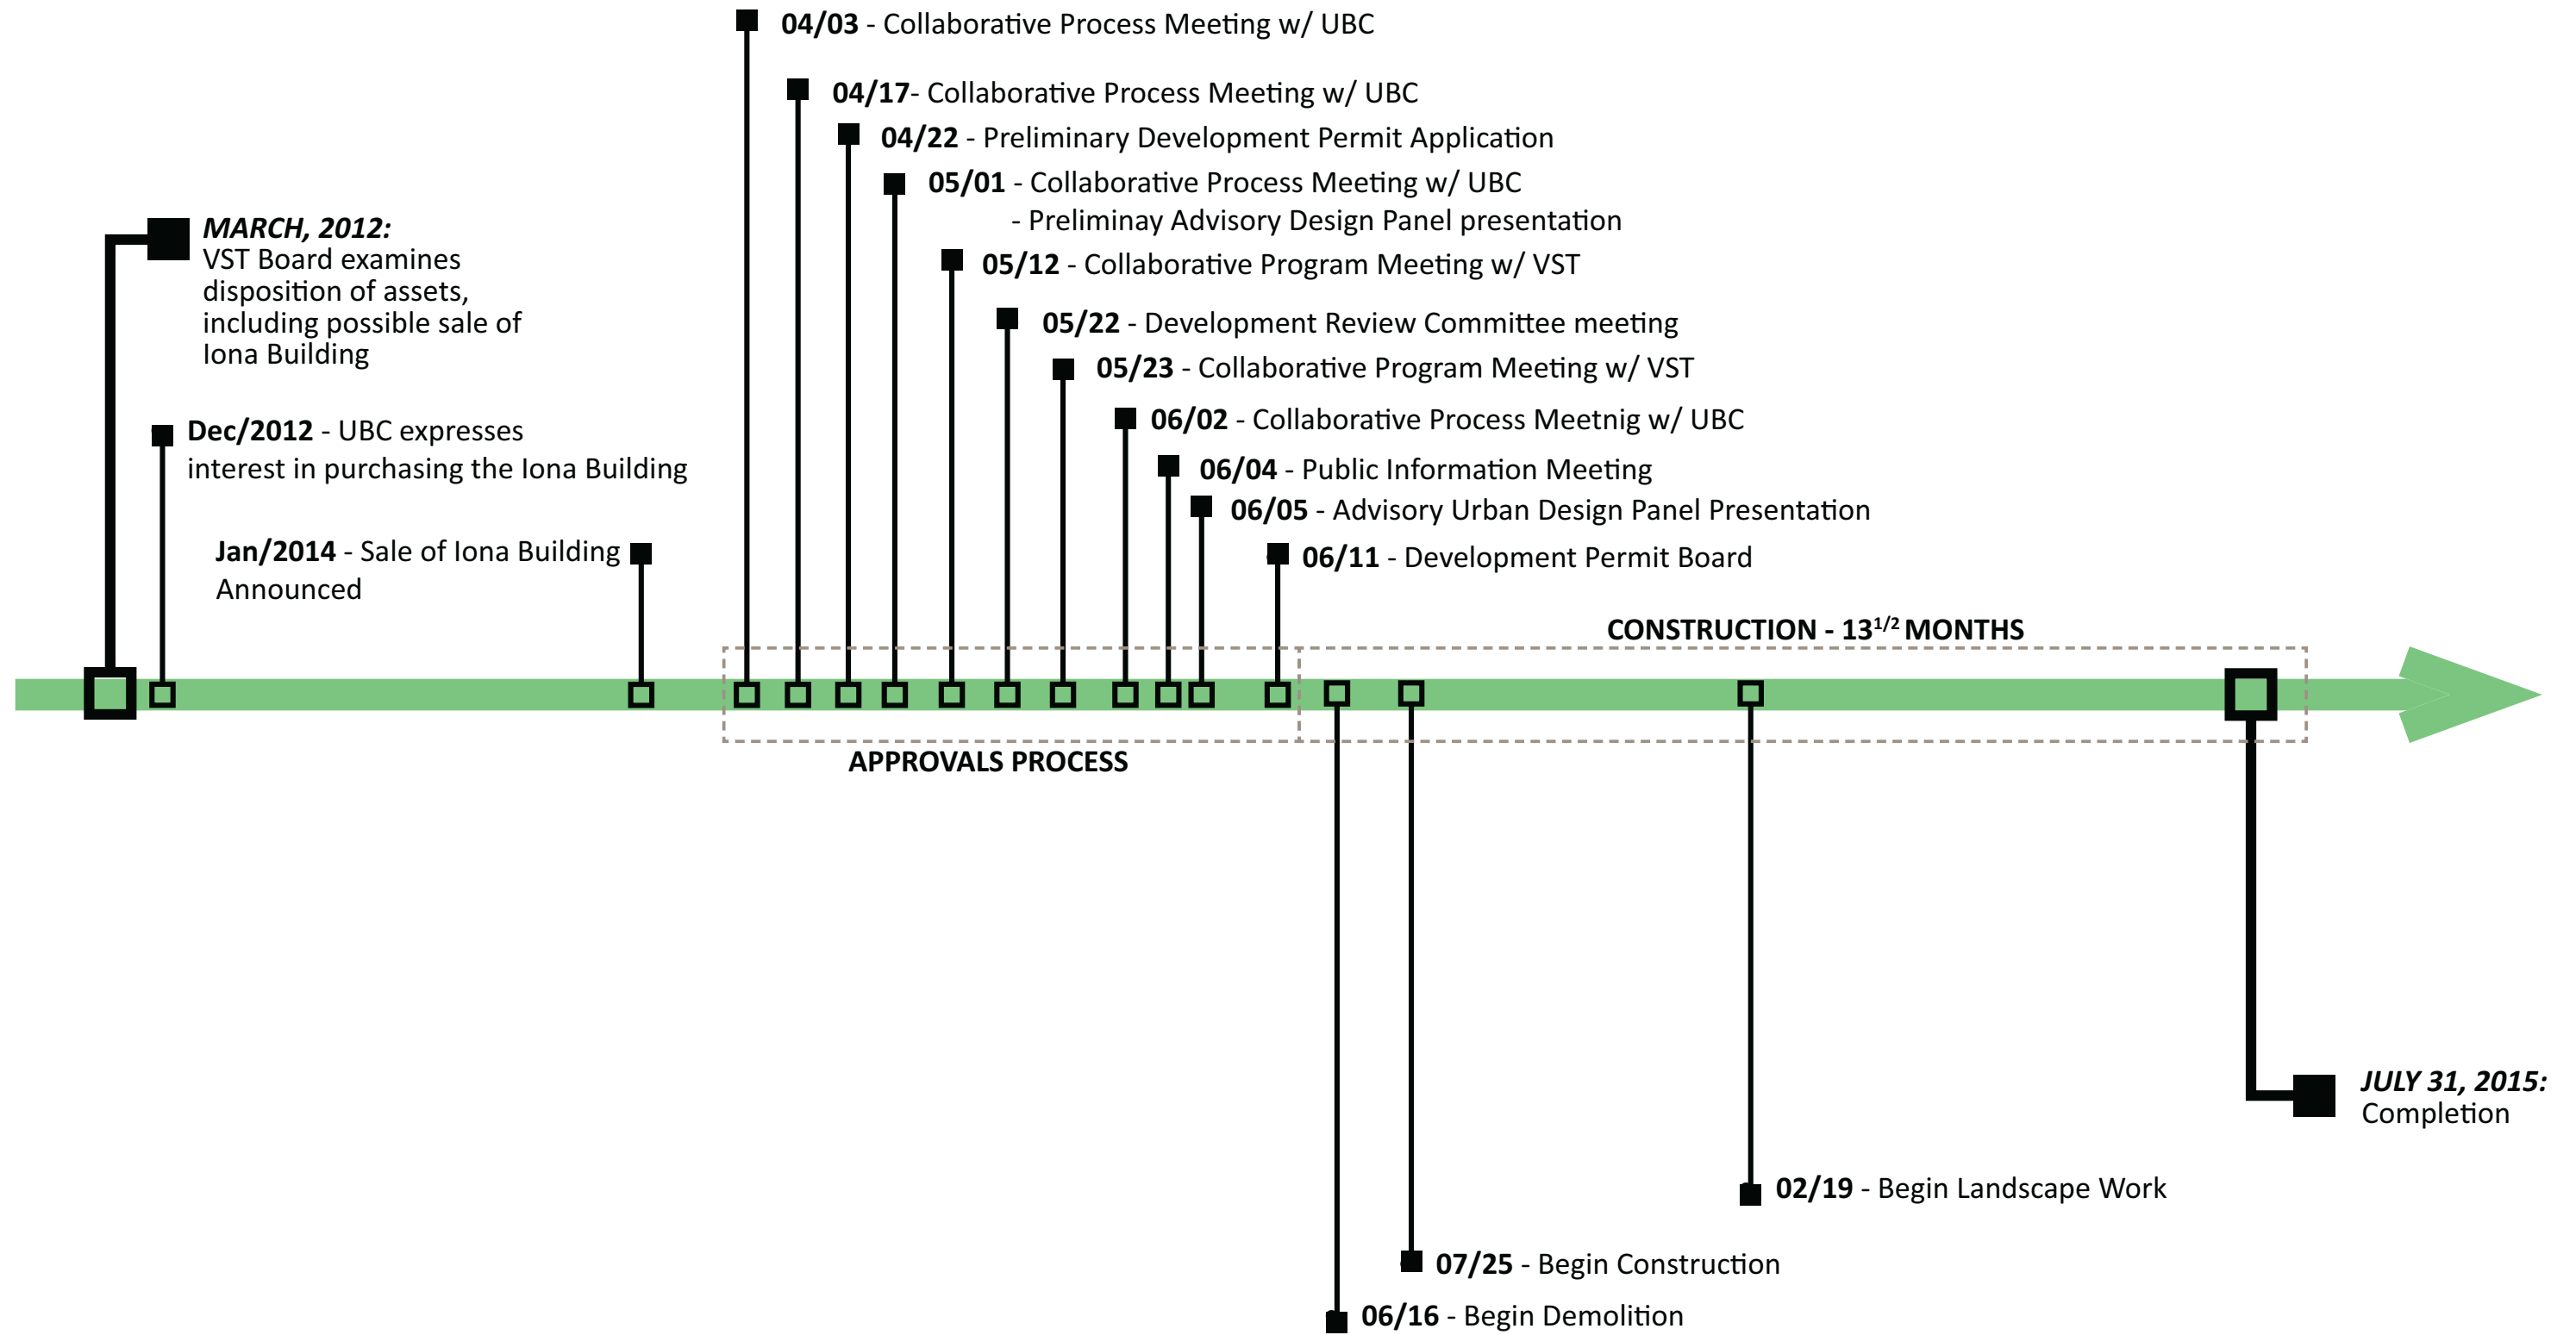 04/03 - Collaborative Process Meeting w/ UBC
04/17- Collaborative Process Meeting w/ UBC
04/22 - Preliminary Development Permit Application
05/01 - Collaborative Process Meeting w/ UBC
- Preliminay Advisory Design Panel presentation
MARCH, 2012:
VST Board examines
disposition of assets,
including possible sale of
Iona Building
05/12 - Collaborative Program Meeting w/ VST
05/22 - Development Review Committee meeting
05/23 - Collaborative Program Meeting w/ VST
06/02 - Collaborative Process Meetnig w/ UBC
Dec/2012 - UBC expresses
interest in purchasing the Iona Building
06/04 - Public Information Meeting
06/05 - Advisory Urban Design Panel Presentation
Jan/2014 - Sale of Iona Building
Announced
06/11 - Development Permit Board
CONSTRUCTION - 13 1/2 MONTHS
APPROVALS PROCESS
JULY 31, 2015:
Completion
02/19 - Begin Landscape Work
07/25 - Begin Construction
06/16 - Begin Demolition